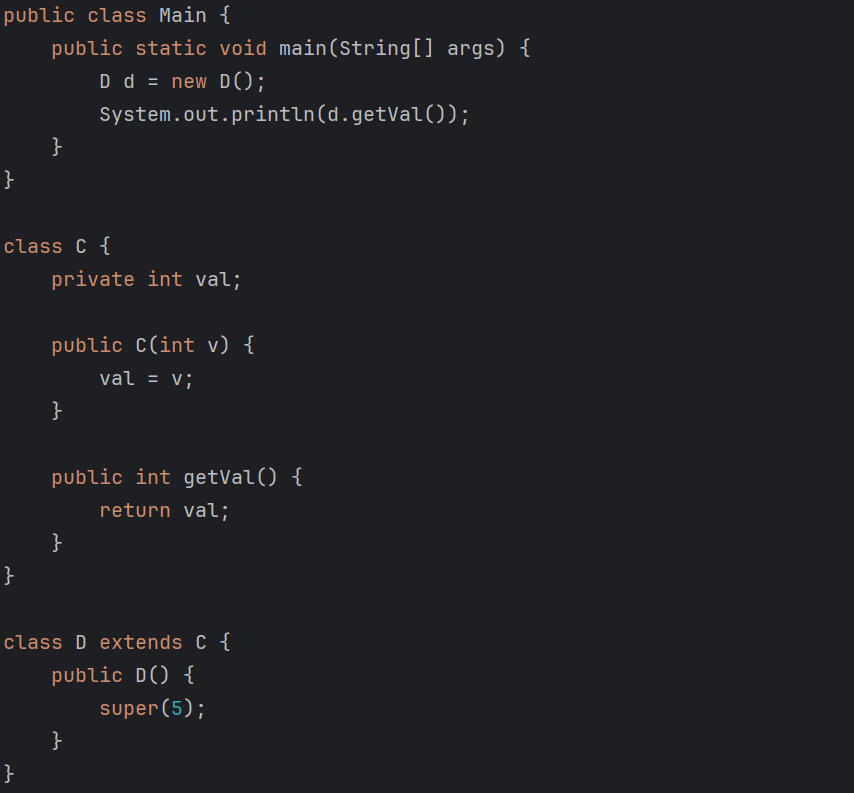 public class Main {
    public static void main(String[] args) {
        D d = new D();
        System.out.println(d.getVal());
    }
}

class C {
    private int val;

    public C(int v) {
        val = v;
    }

    public int getVal() {
        return val;
    }
}

class D extends C {
    public D() {
        super(5);
    }
}